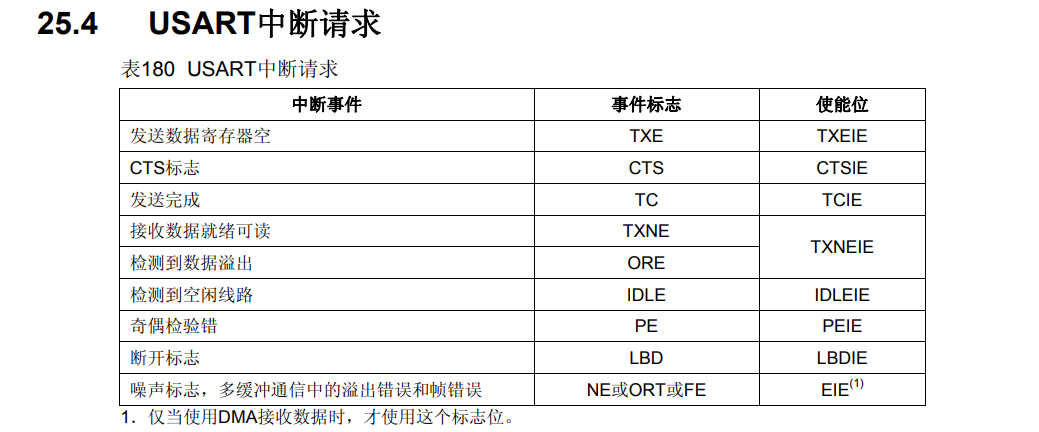 25.4 USART中断请求
表180 USART中断请求
中断事件 事件标志 使能位
发送数据寄存器空 TXE TXEIE
CTS标志 CTS CTSIE
发送完成 TC TCIE
接收数据就绪可读 TXNE TXNEIE
检测到数据溢出 ORE
检测到空闲线路 IDLE IDLEIE
奇偶检验错 PE PEIE
断开标志 LBD LBDIE
噪声标志，多缓冲通信中的溢出错误和帧错误 NE或ORT或FE EIE(1)
1．仅当使用DMA接收数据时，才使用这个标志位。